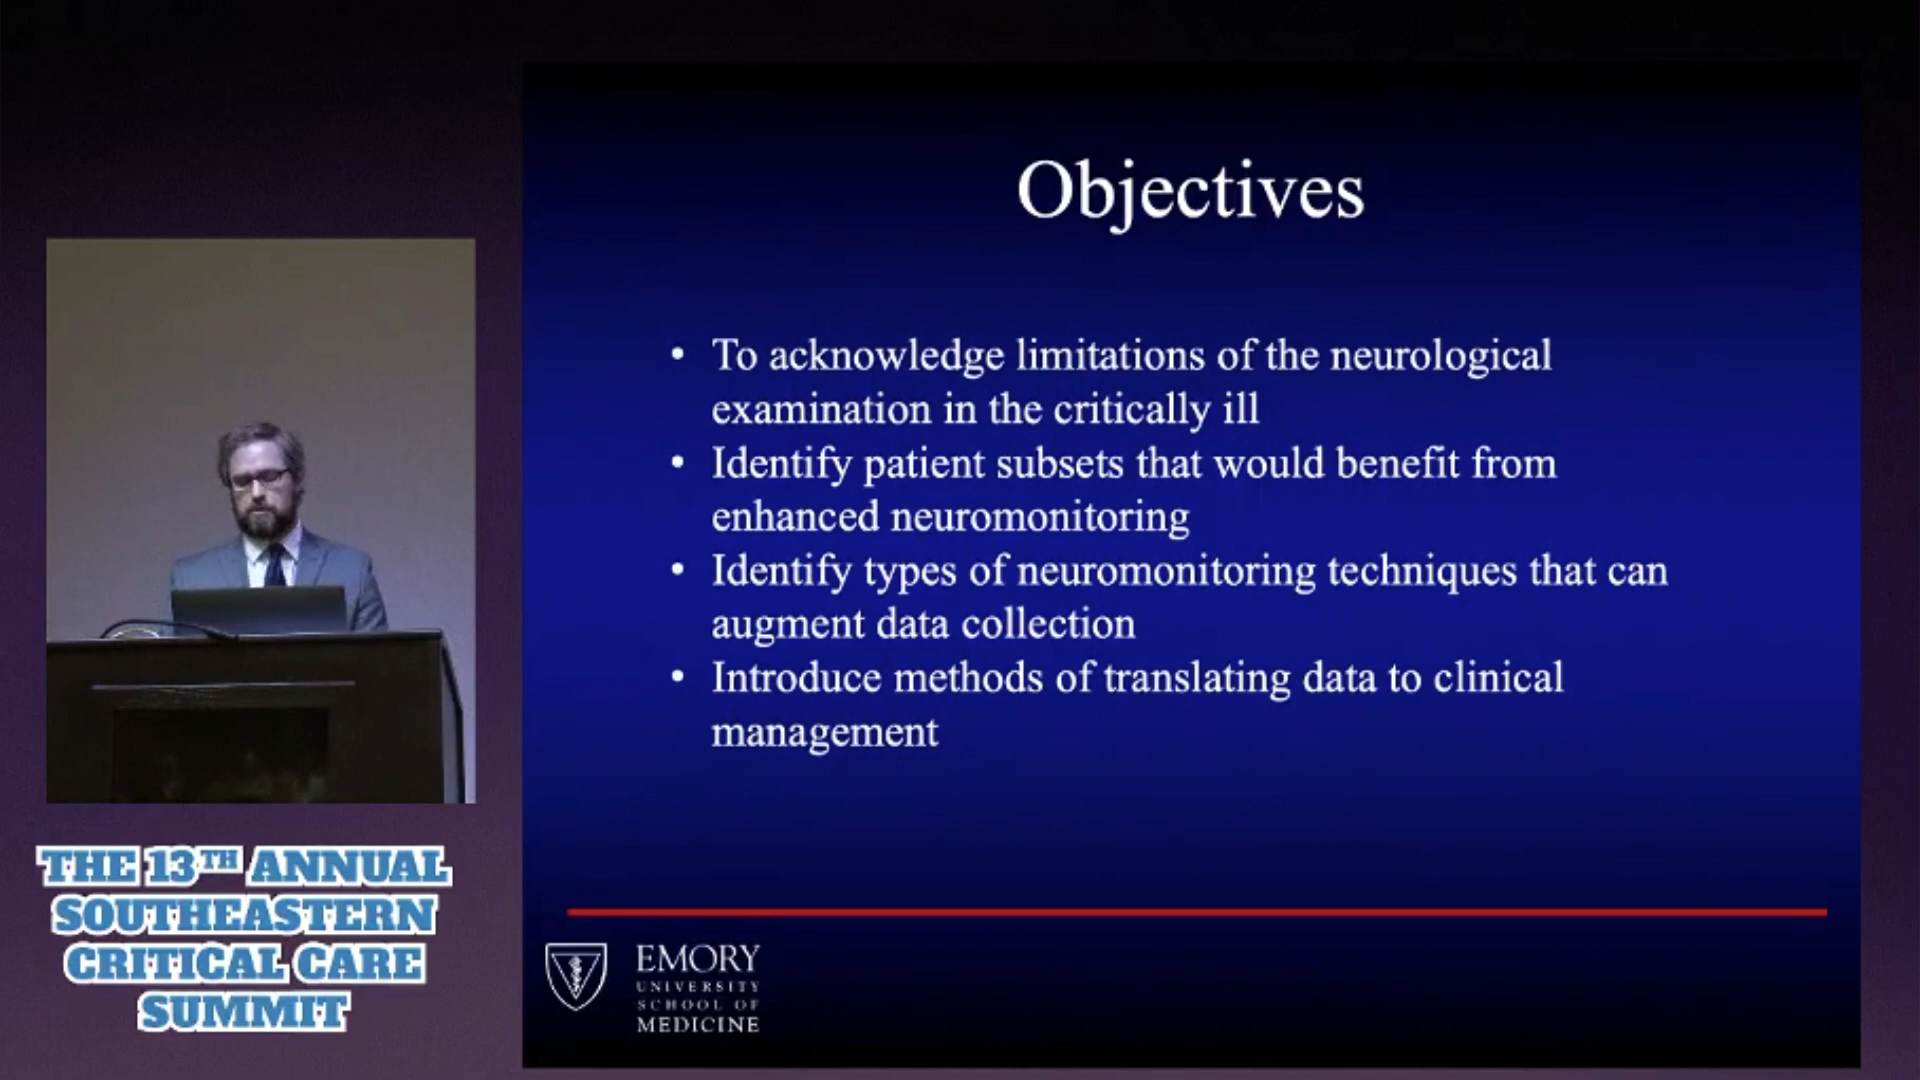 Objectives
• To acknowledge limitations of the neurological
examination in the critically ill
• Identify patient subsets that would benefit from
enhanced neuromonitoring
• Identify types of neuromonitoring techniques that can
augment data collection
• Introduce methods of translating data to clinical
management
THE 13TH ANNUAL
SOUTHEASTERN
CRITICAL CARE
SUMMIT
EMORY
UNIVERSITY
SCHOOL OF
MEDICINE